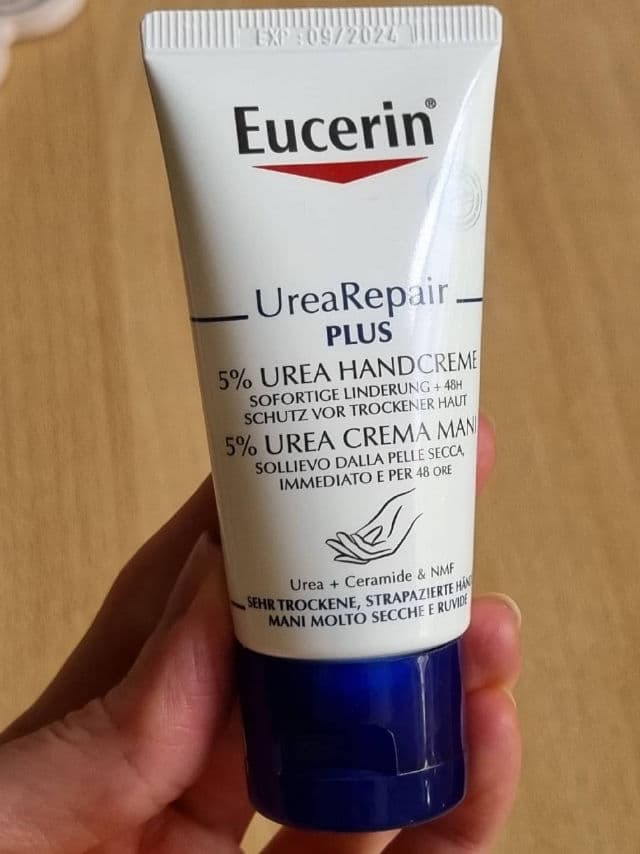 EXP : 09/2024
Eucerin®
UreaRepair
PLUS
5% UREA HANDCREME
SOFORTIGE LINDERUNG + 48H
SCHUTZ VOR TROCKENER HAUT
5% UREA CREMA MANI
SOLLIEVO DALLA PELLE SECCA,
IMMEDIATO E PER 48 ORE
Urea + Ceramide & NMF
SEHR TROCKENE, STRAPAZIERTE
MANI MOLTO SECCHE E RUVIDE